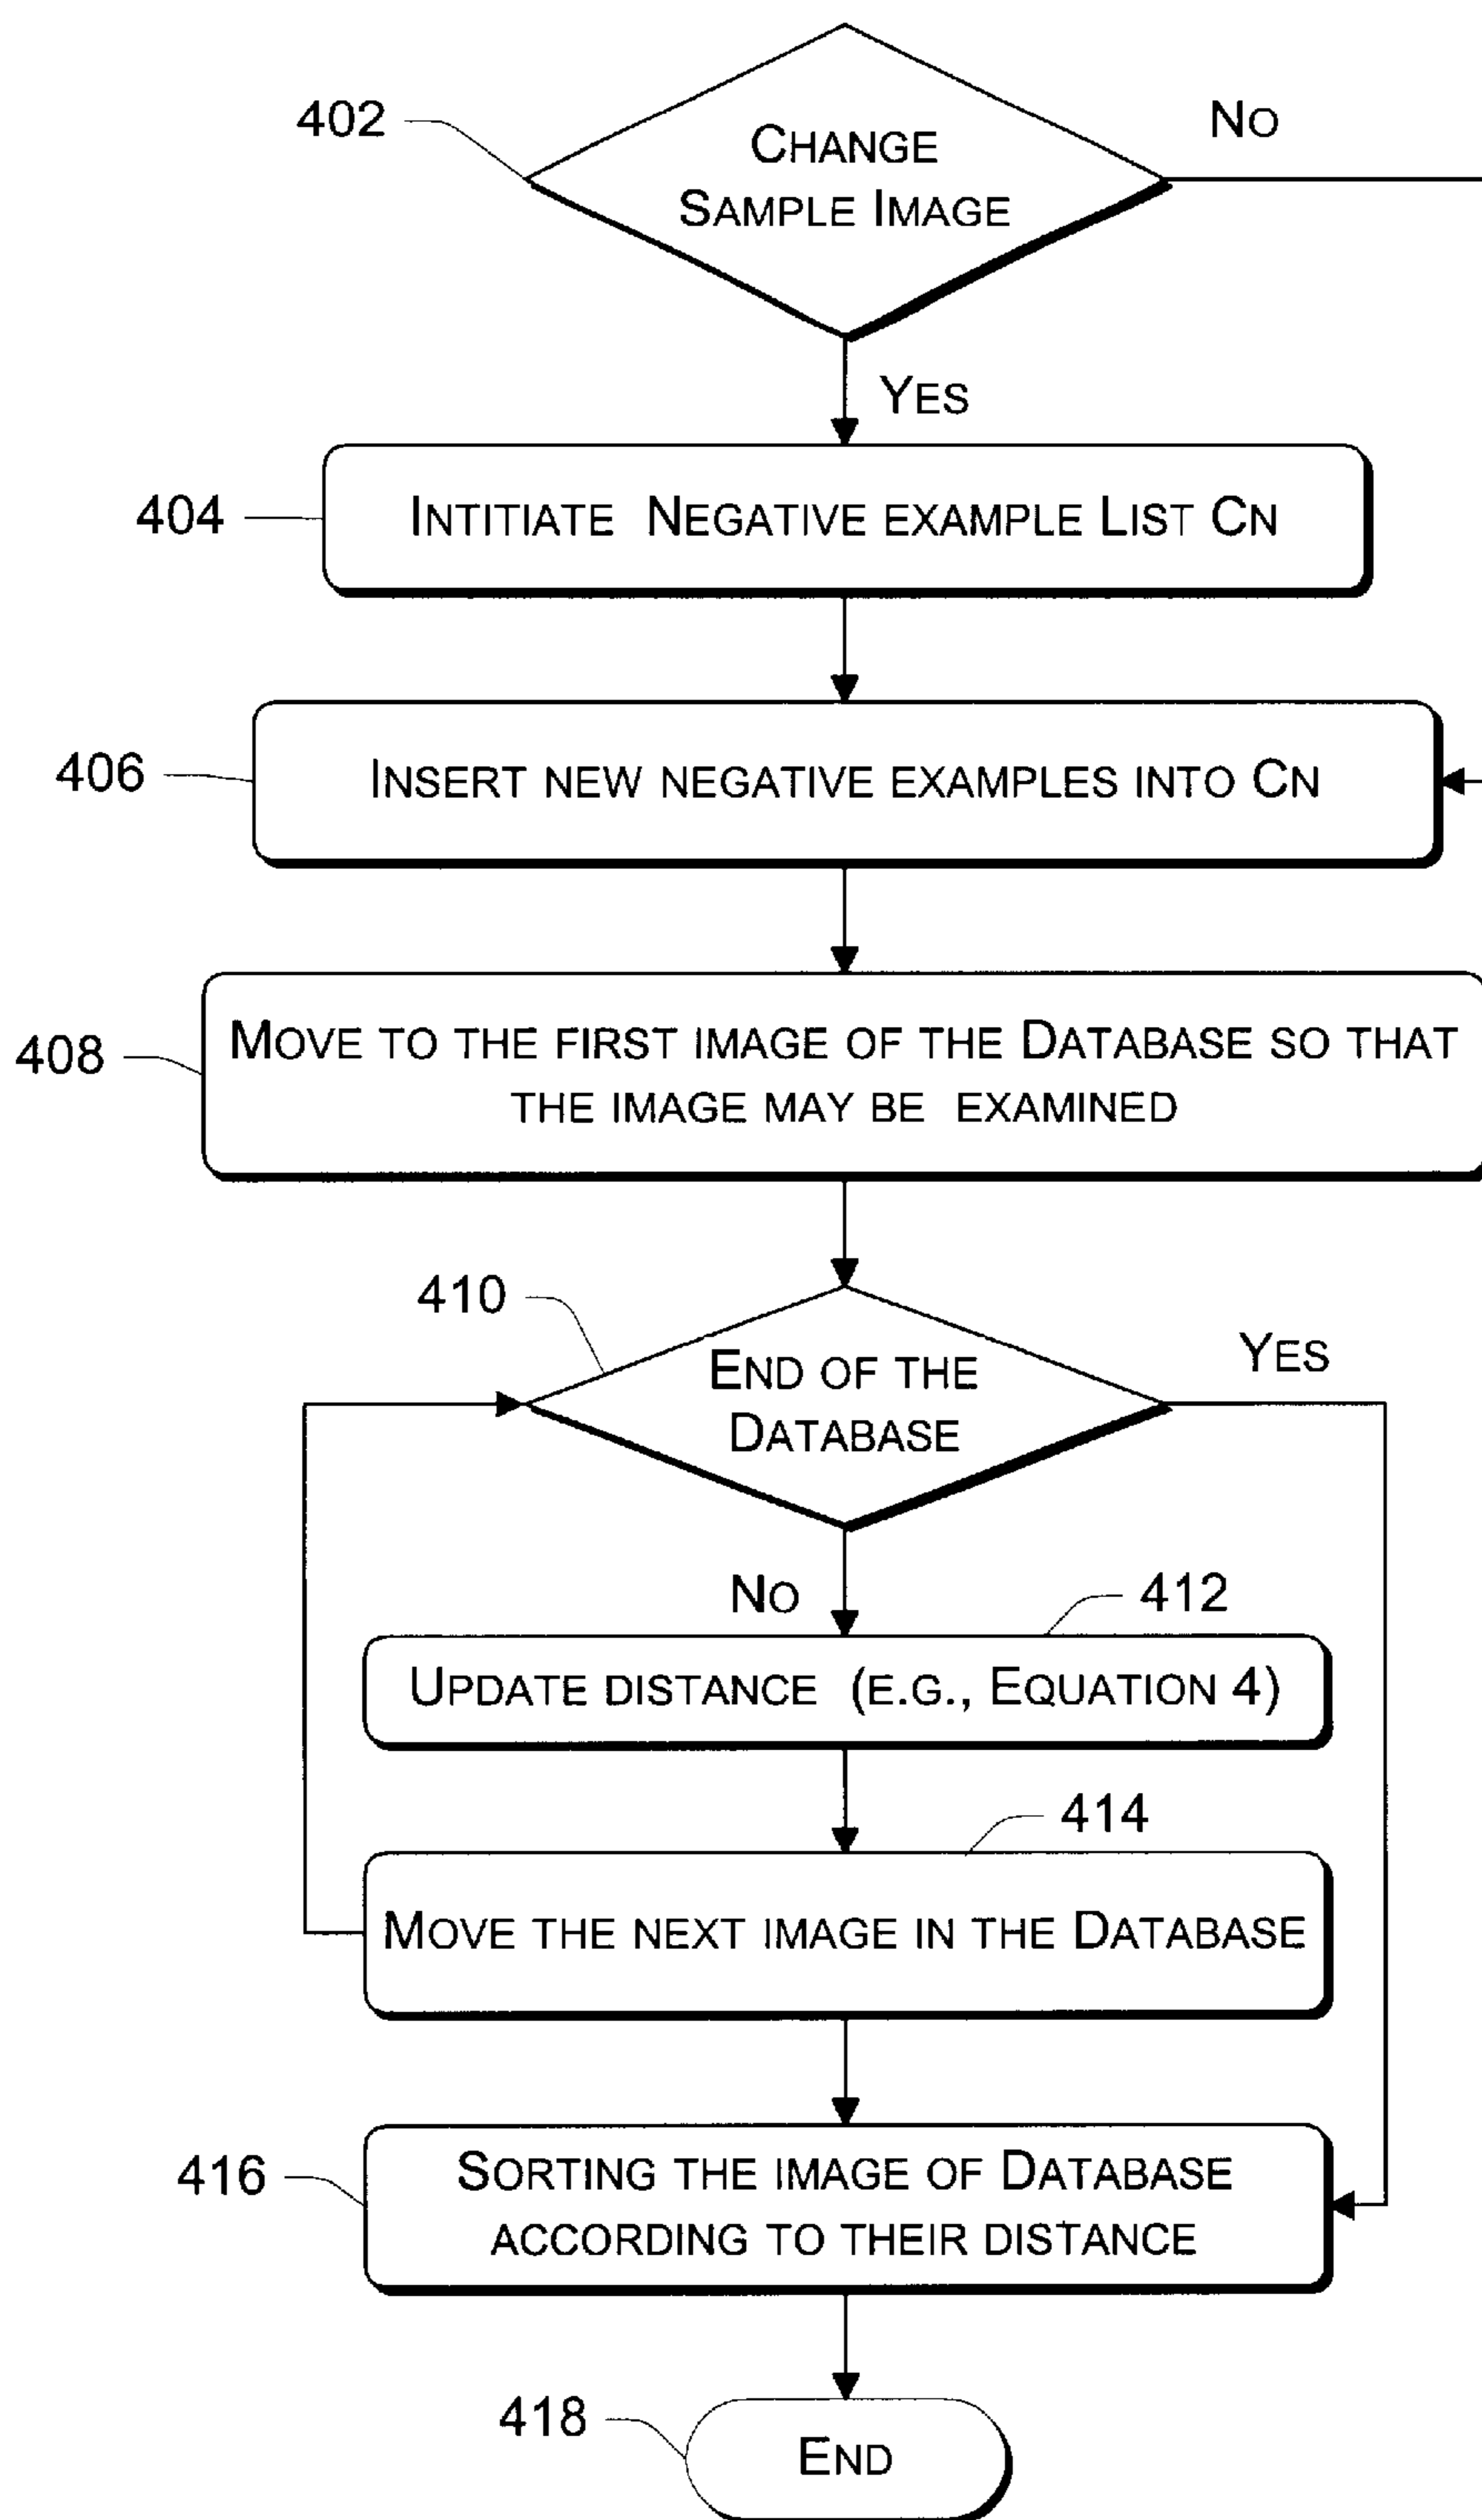 402
CHANGE
SAMPLE IMAGE
NO
YES
404
INTITIATE NEGATIVE EXAMPLE LIST CN
406
INSERT NEW NEGATIVE EXAMPLES INTO CN
408
MOVE TO THE FIRST IMAGE OF THE DATABASE SO THAT
THE IMAGE MAY BE EXAMINED
410
END OF THE
DATABASE
YES
NO
412
UPDATE DISTANCE (E.G., EQUATION 4)
414
MOVE THE NEXT IMAGE IN THE DATABASE
416
SORTING THE IMAGE OF DATABASE
ACCORDING TO THEIR DISTANCE
418
END